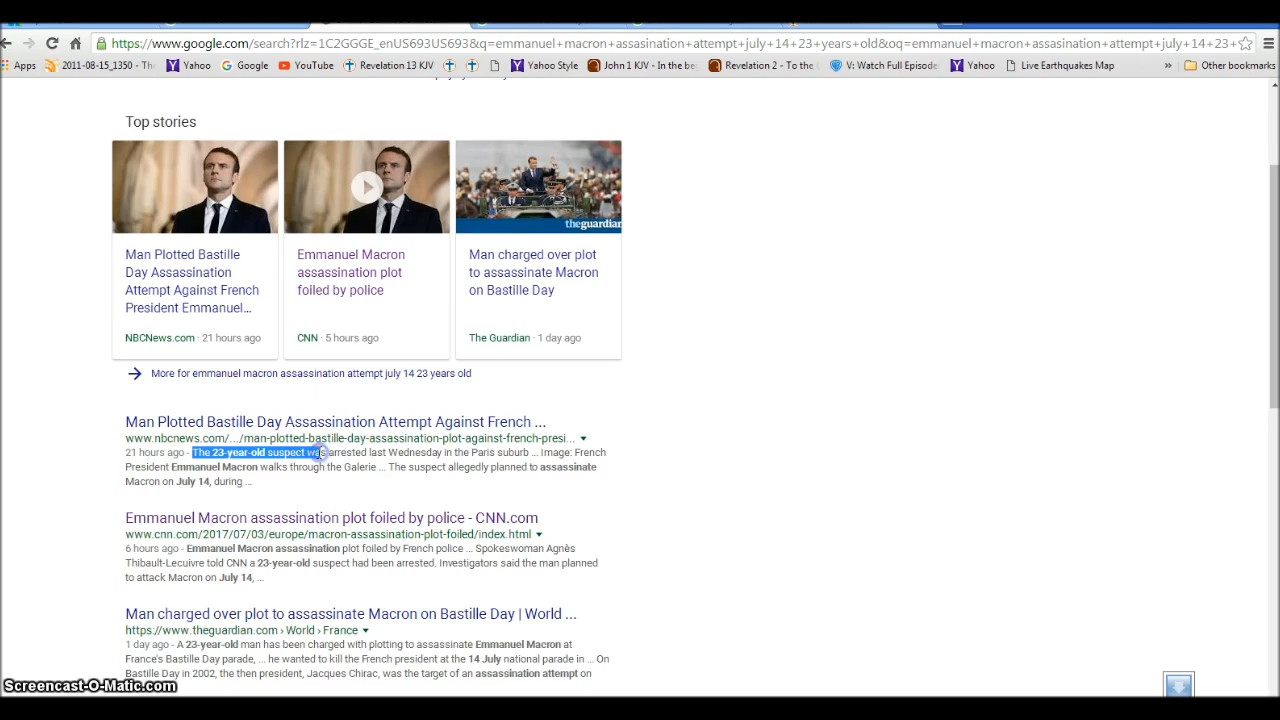 https://www.google.com/search?rlz=1C2GGGE_enUS693US693&q=emmanuel+macron+assasination+attempt+july+14+23+years+old&oq=emmanuel+macron+assasination+attempt+july+14+23+
Apps 2011-08-15_1350 - Th Yahoo Google YouTube Revelation 13 KJV Yahoo Style John 1 KJV - In the be Revelation 2 - To the V: Watch Full Episode Yahoo Live Earthquakes Map » Other bookmarks
Top stories
Man Plotted Bastille
Day Assassination
Attempt Against French
President Emmanuel...
NBCNews.com · 21 hours ago
Emmanuel Macron
assassination plot
foiled by police
CNN · 5 hours ago
theguardian
Man charged over plot
to assassinate Macron
on Bastille Day
The Guardian · 1 day ago
More for emmanuel macron assassination attempt july 14 23 years old
Man Plotted Bastille Day Assassination Attempt Against French ...
www.nbcnews.com/.../man-plotted-bastille-day-assassination-plot-against-french-presi...
21 hours ago - The 23-year-old suspect was arrested last Wednesday in the Paris suburb ... Image: French
President Emmanuel Macron walks through the Galerie ... The suspect allegedly planned to assassinate
Macron on July 14, during ...
Emmanuel Macron assassination plot foiled by police - CNN.com
www.cnn.com/2017/07/03/europe/macron-assassination-plot-foiled/index.html
6 hours ago - Emmanuel Macron assassination plot foiled by French police ... Spokeswoman Agnès
Thibault-Lecuivre told CNN a 23-year-old suspect had been arrested. Investigators said the man planned
to attack Macron on July 14, ...
Man charged over plot to assassinate Macron on Bastille Day | World ...
https://www.theguardian.com › World › France
1 day ago - A 23-year-old man has been charged with plotting to assassinate Emmanuel Macron at
France's Bastille Day parade, ... he wanted to kill the French president at the 14 July national parade in ... On
Bastille Day in 2002, the then president, Jacques Chirac, was the target of an assassination attempt on
Screencast-O-Matic.com